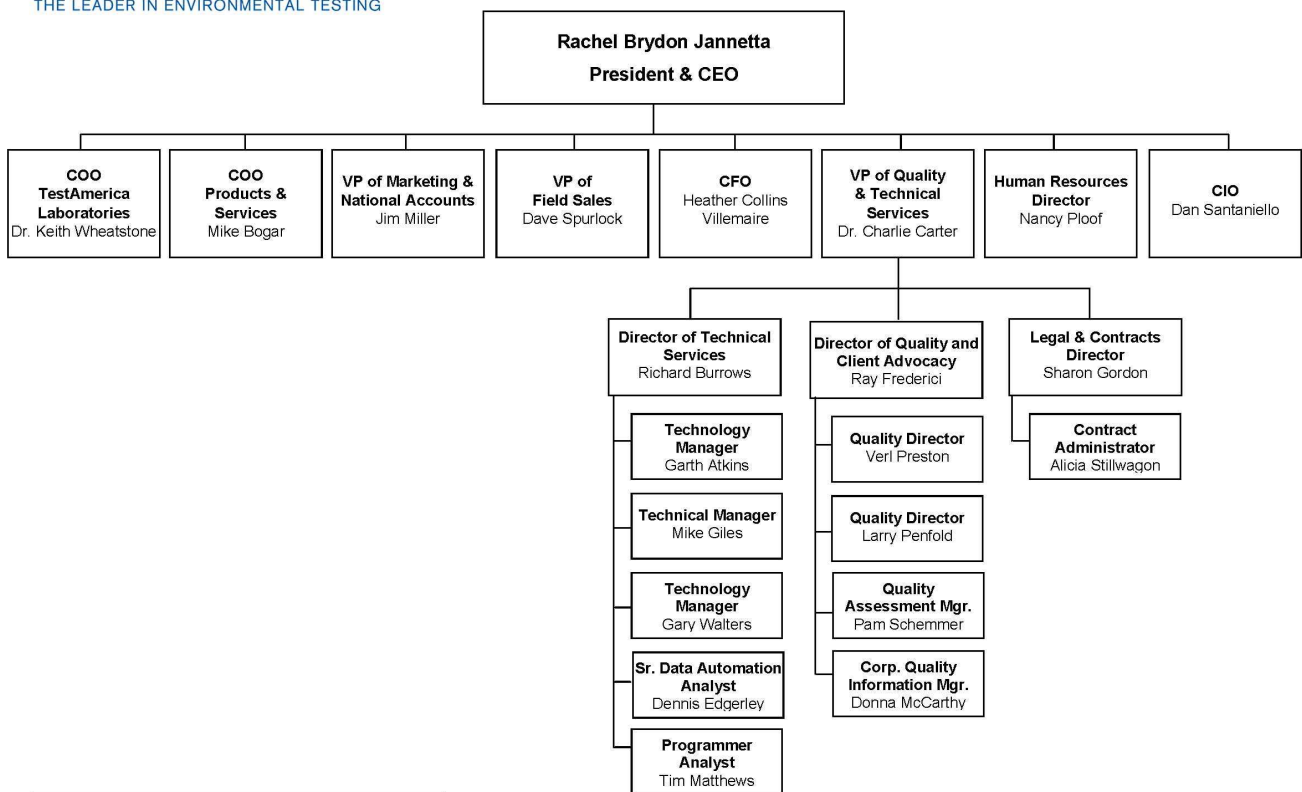 THE LEADER IN ENVIRONMENTAL TESTING
Rachel Brydon Jannetta
President & CEO
COO
TestAmerica
Laboratories
Dr. Keith Wheatstone
COO
Products &
Services
Mike Bogar
VP of Marketing &
National Accounts
Jim Miller
VP of
Field Sales
Dave Spurlock
CFO
Heather Collins
Villemaire
VP of Quality
& Technical
Services
Dr. Charlie Carter
Human Resources
Director
Nancy Ploof
CIO
Dan Santaniello
Director of Technical
Services
Richard Burrows
Technology
Manager
Garth Atkins
Technical Manager
Mike Giles
Technology
Manager
Gary Walters
Sr. Data Automation
Analyst
Dennis Edgerley
Programmer
Analyst
Tim Matthews
Director of Quality and
Client Advocacy
Ray Frederici
Quality Director
Verl Preston
Quality Director
Larry Penfold
Quality
Assessment Mgr.
Pam Schemmer
Corp. Quality
Information Mgr.
Donna McCarthy
Legal & Contracts
Director
Sharon Gordon
Contract
Administrator
Alicia Stillwagon